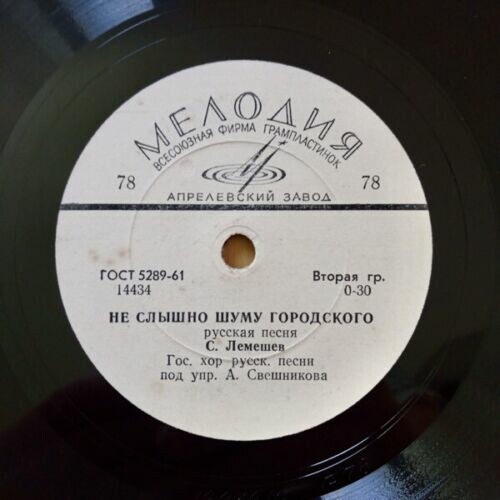 МЕЛОДИЯ
ВСЕСОЮЗНАЯ ФИРМА ГРАМПЛАСТИНОК
78 78
АПРЕЛЕВСКИЙ ЗАВОД
ГОСТ 5289-61 Вторая гр.
14434 0-30
НЕ СЛЫШНО ШУМУ ГОРОДСКОГО
русская песня
С. Лемешев
Гос. хор русск. песни
под упр. А. Свешникова